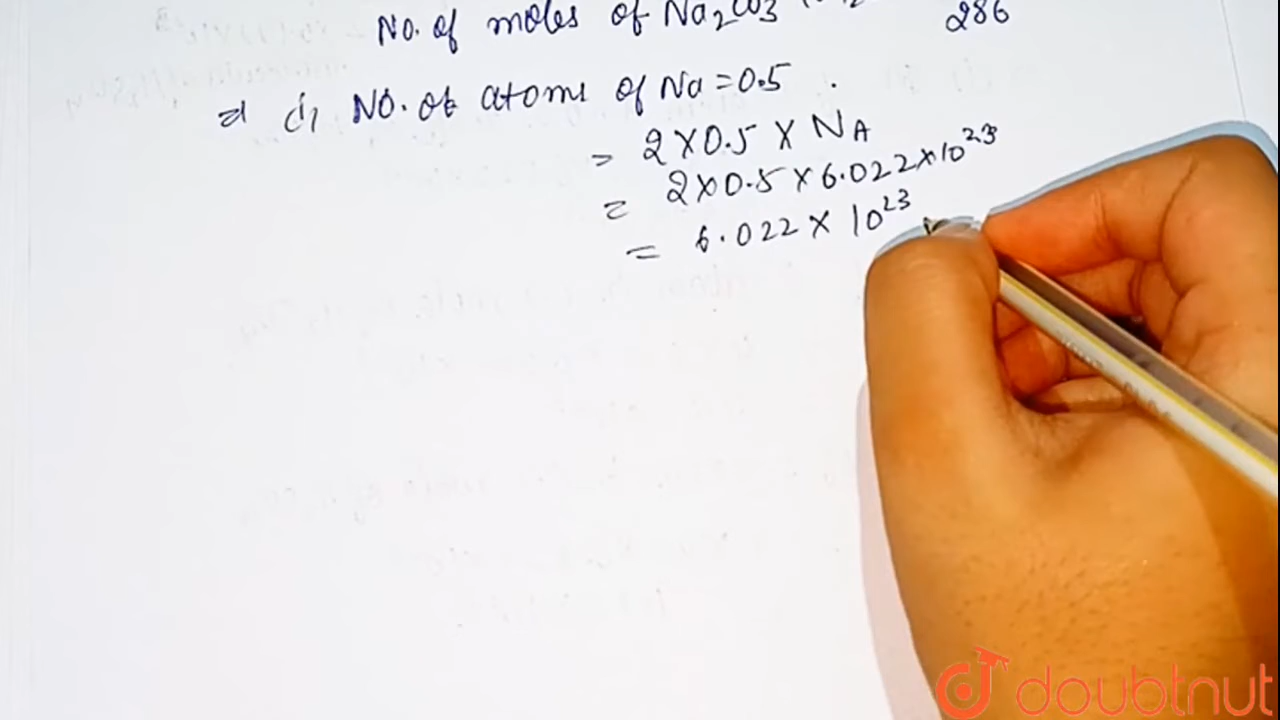 No. of moles of Na2CO3
286
⇒ (i) NO. of atoms of Na = 0.5
= 2 × 0.5 × NA
= 2 × 0.5 × 6.022 × 10^23
= 6.022 × 10^23
doubtnut